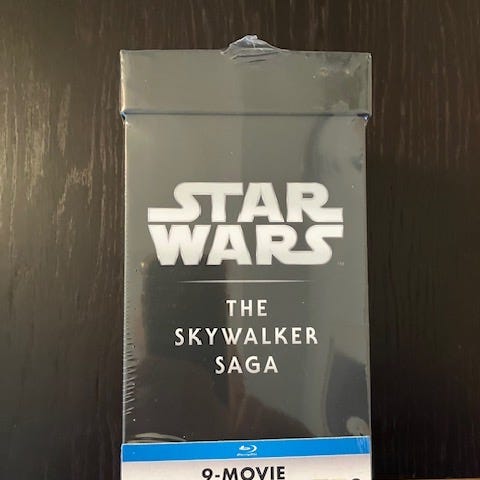 STAR
WARS
THE
SKYWALKER
SAGA
9-MOVIE